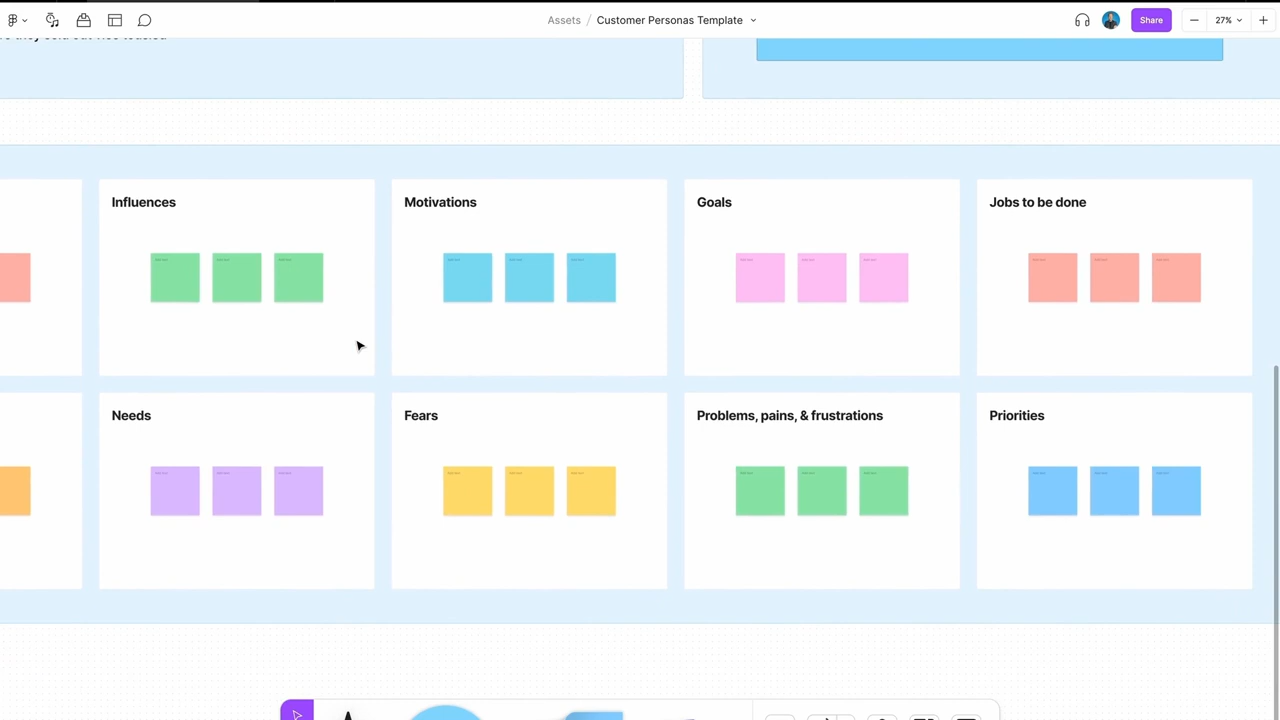 Assets / Customer Personas Template
Share
27%
Influences
Motivations
Goals
Jobs to be done
Needs
Fears
Problems, pains, & frustrations
Priorities